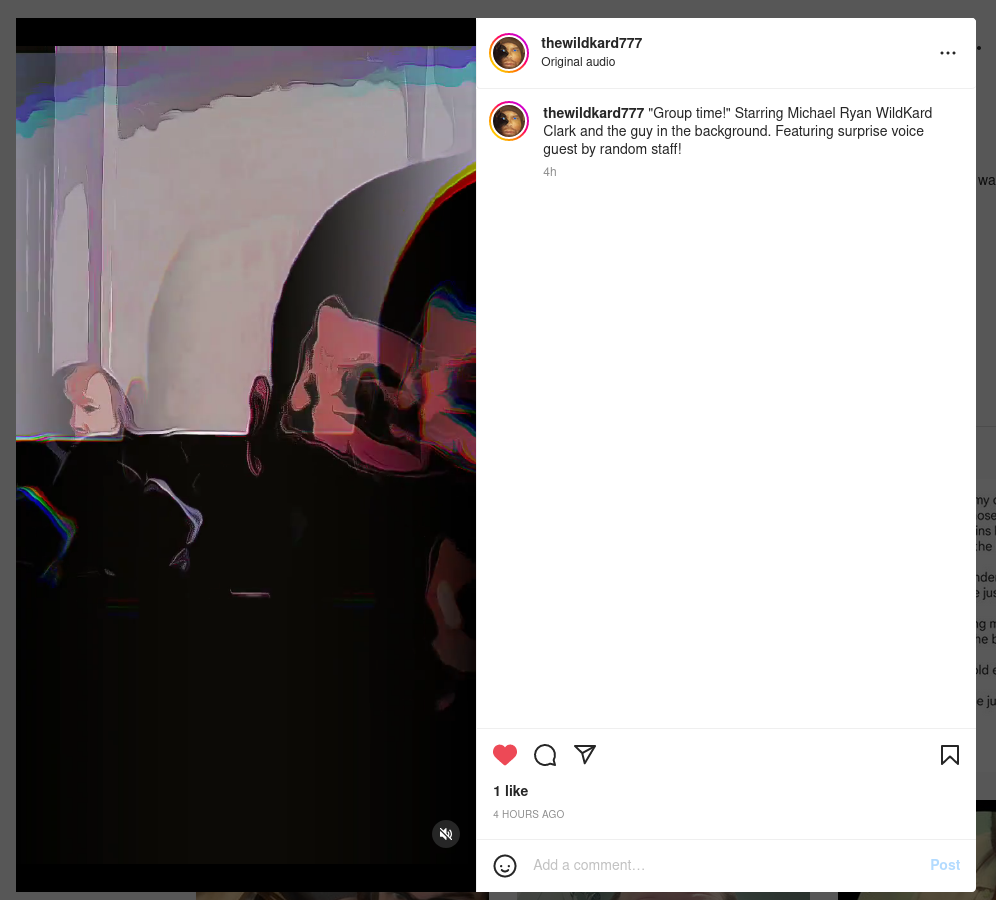 thewildkard777
Original audio
thewildkard777 "Group time!" Starring Michael Ryan WildKard
Clark and the guy in the background. Featuring surprise voice
guest by random staff!
4h
1 like
4 HOURS AGO
Add a comment…
Post